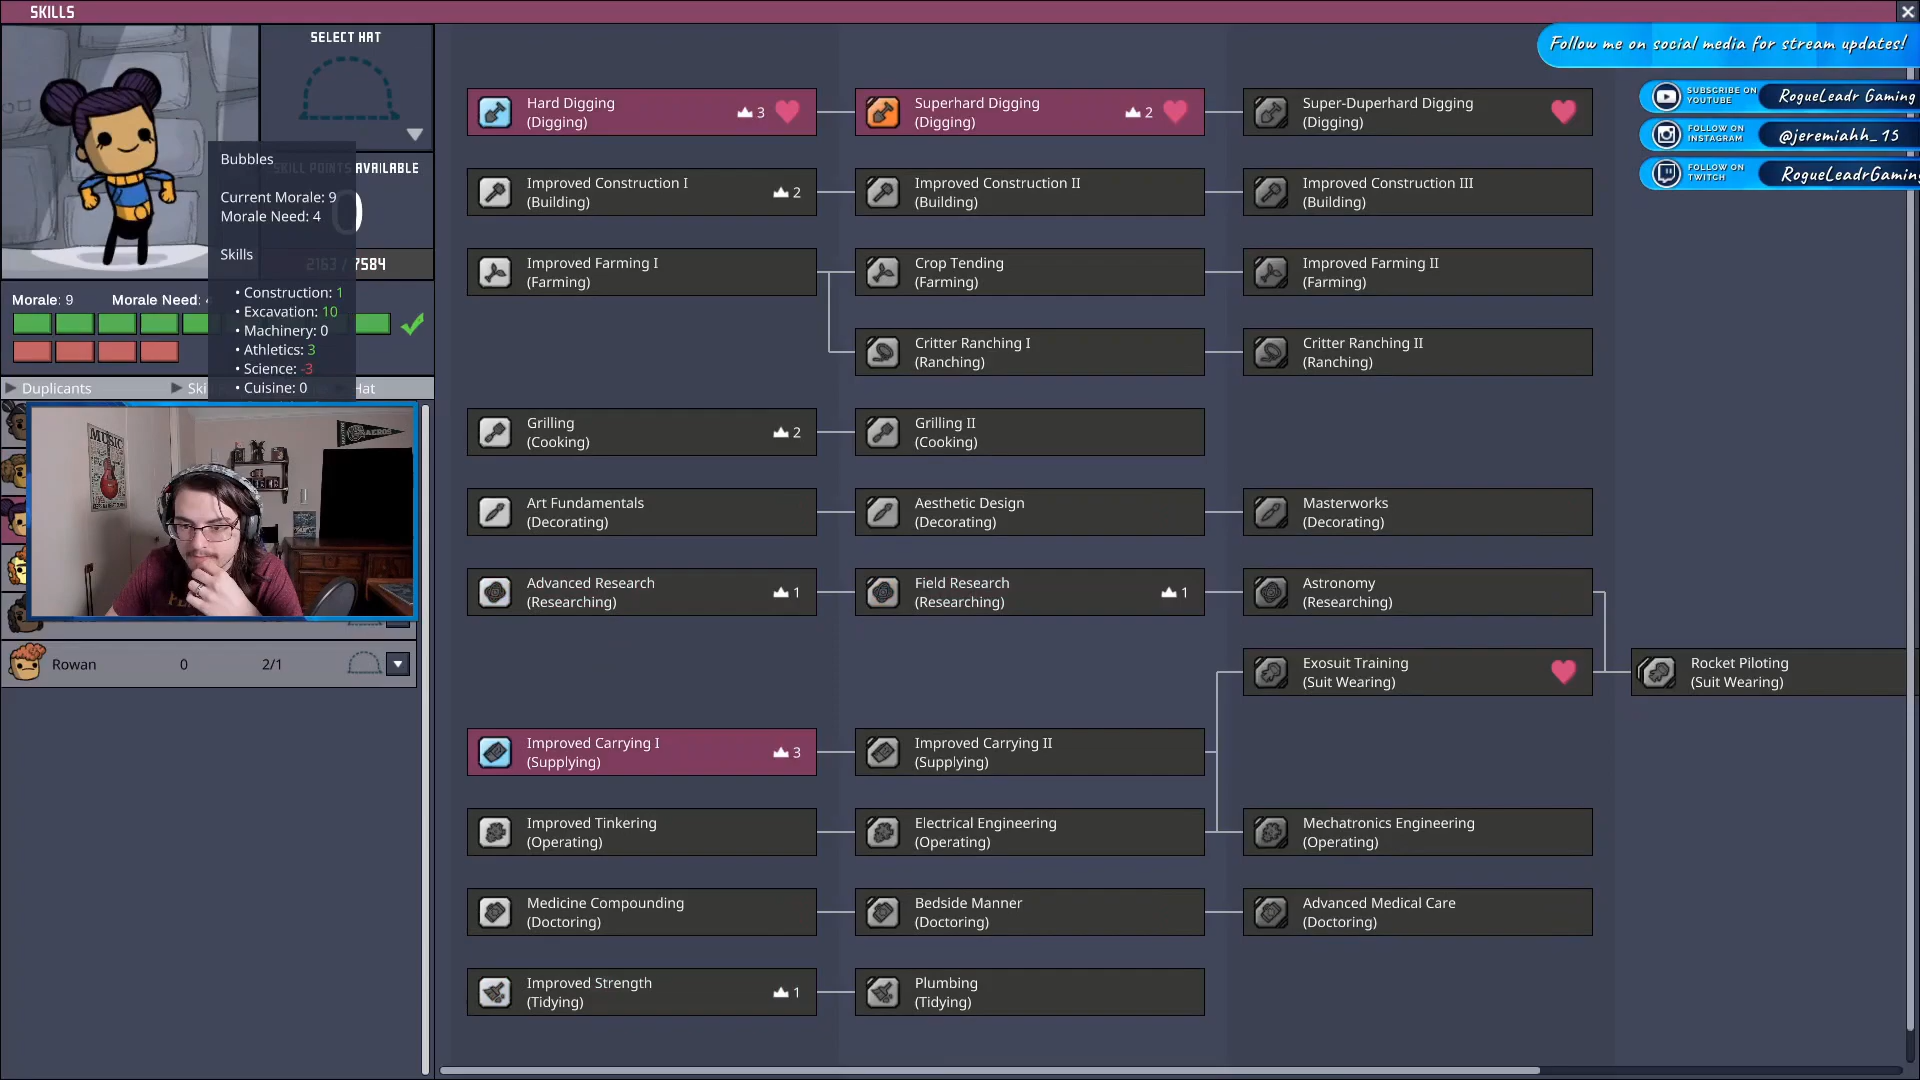 SKILLS
SELECT HAT
Follow me on social media for stream updates!
SUBSCRIBE ON YOUTUBE
RogueLeadr Gaming
FOLLOW ON INSTAGRAM
@jeremiahh_15
FOLLOW ON TWITCH
RogueLeadrGaming
SKILL POINTS AVAILABLE
0
2163 / 7584
Bubbles
Current Morale: 9
Morale Need: 4
Skills
• Construction: 1
• Excavation: 10
• Machinery: 0
• Athletics: 3
• Science: -3
• Cuisine: 0
Morale: 9
Morale Need: 4
Duplicants
Ski
Hat
MUSIC
AEROS
Rowan
0
2/1
Hard Digging
(Digging)
3
Superhard Digging
(Digging)
2
Super-Duperhard Digging
(Digging)
Improved Construction I
(Building)
2
Improved Construction II
(Building)
Improved Construction III
(Building)
Improved Farming I
(Farming)
Crop Tending
(Farming)
Improved Farming II
(Farming)
Critter Ranching I
(Ranching)
Critter Ranching II
(Ranching)
Grilling
(Cooking)
2
Grilling II
(Cooking)
Art Fundamentals
(Decorating)
Aesthetic Design
(Decorating)
Masterworks
(Decorating)
Advanced Research
(Researching)
1
Field Research
(Researching)
1
Astronomy
(Researching)
Exosuit Training
(Suit Wearing)
Rocket Piloting
(Suit Wearing)
Improved Carrying I
(Supplying)
3
Improved Carrying II
(Supplying)
Improved Tinkering
(Operating)
Electrical Engineering
(Operating)
Mechatronics Engineering
(Operating)
Medicine Compounding
(Doctoring)
Bedside Manner
(Doctoring)
Advanced Medical Care
(Doctoring)
Improved Strength
(Tidying)
1
Plumbing
(Tidying)